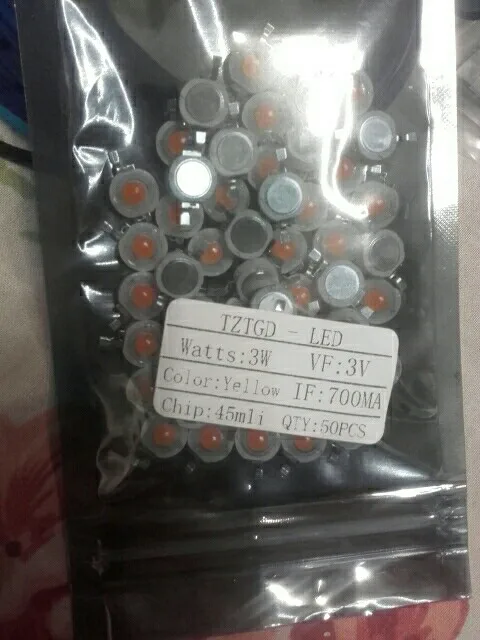 TZTGD - LED
Watts:3W VF:3V
Color:Yellow IF:700MA
Chip:45mli QTY:50PCS